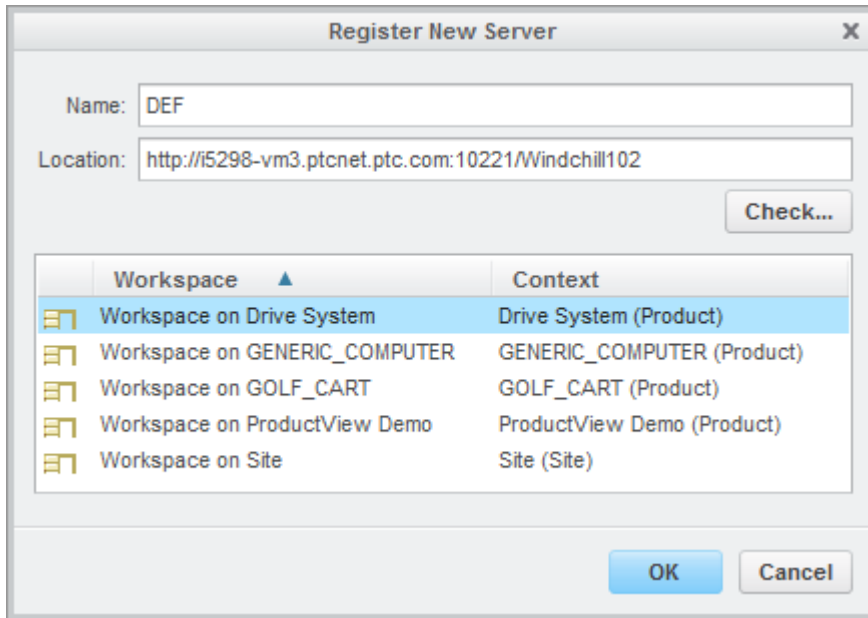 Register New Server
Name: DEF
Location: http://i5298-vm3.ptcnet.ptc.com:10221/Windchill102
Check...
Workspace Context
Workspace on Drive System Drive System (Product)
Workspace on GENERIC_COMPUTER GENERIC_COMPUTER (Product)
Workspace on GOLF_CART GOLF_CART (Product)
Workspace on ProductView Demo ProductView Demo (Product)
Workspace on Site Site (Site)
OK Cancel